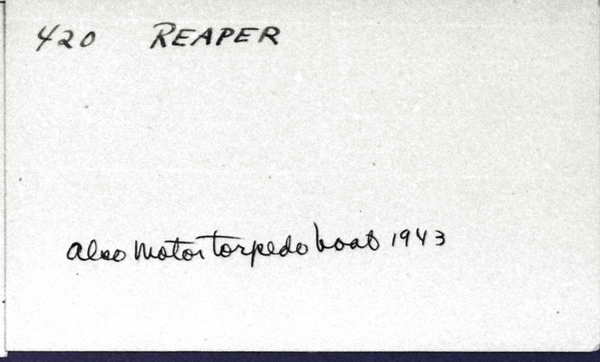 420 REAPER
also motor torpedo boat 1943